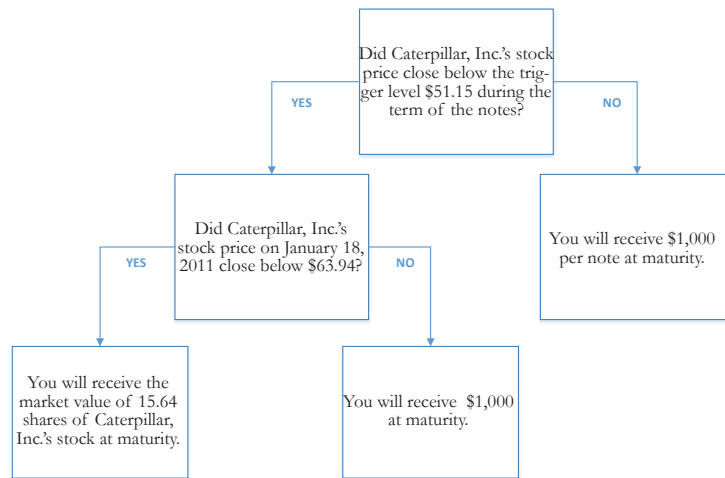 Did Caterpillar, Inc.'s stock
price close below the trig-
ger level $51.15 during the
term of the notes?
YES
NO
Did Caterpillar, Inc.'s
stock price on January 18,
2011 close below $63.94?
You will receive $1,000
per note at maturity.
YES
NO
You will receive the
market value of 15.64
shares of Caterpillar,
Inc.'s stock at maturity.
You will receive $1,000
at maturity.